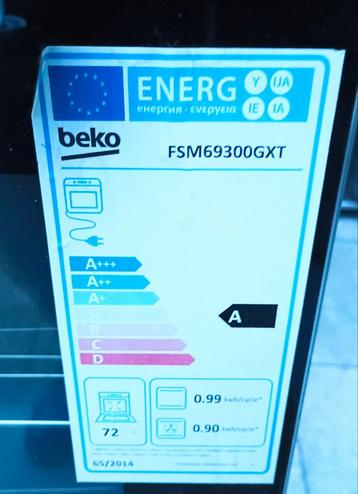 ENERG
енергия · ενεργεια
Y
IJA
IE
IA
beko
FSM69300GXT
A+++
A++
A+
A
B
C
D
A
72 L
0.99 kwh/cycle*
0.90 kwh/cycle*
65/2014